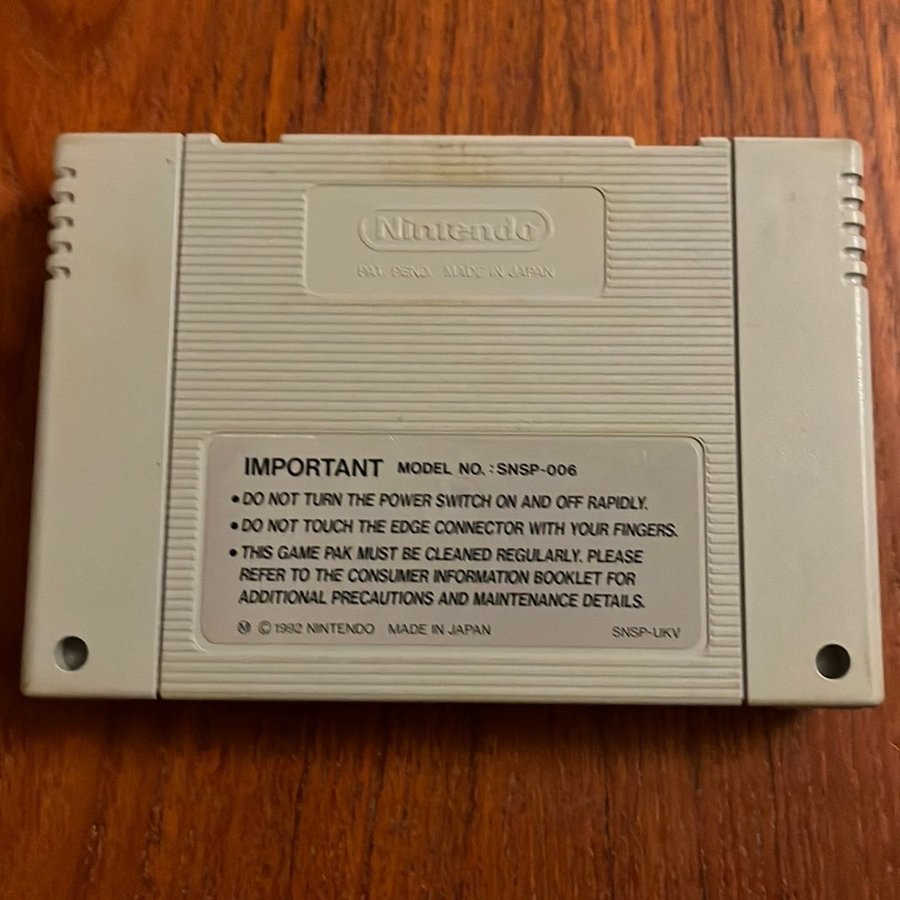 Nintendo®
PAT. PEND. MADE IN JAPAN
IMPORTANT MODEL NO.: SNSP-006
• DO NOT TURN THE POWER SWITCH ON AND OFF RAPIDLY.
• DO NOT TOUCH THE EDGE CONNECTOR WITH YOUR FINGERS.
• THIS GAME PAK MUST BE CLEANED REGULARLY. PLEASE
REFER TO THE CONSUMER INFORMATION BOOKLET FOR
ADDITIONAL PRECAUTIONS AND MAINTENANCE DETAILS.
Ⓜ © 1992 NINTENDO MADE IN JAPAN SNSP-UKV